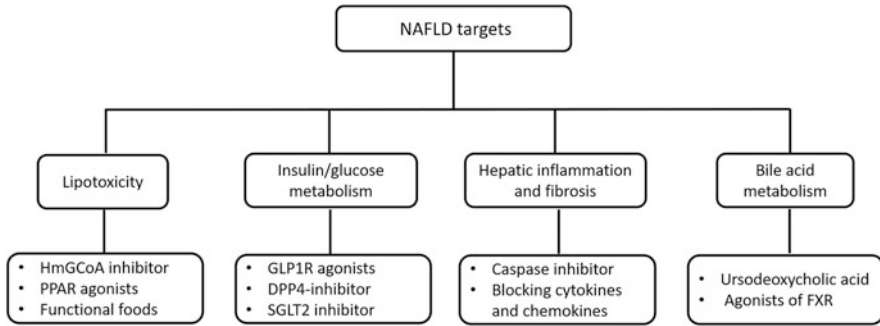 NAFLD targets
Lipotoxicity
Insulin/glucose
metabolism
Hepatic inflammation
and fibrosis
Bile acid
metabolism
• HmGCoA inhibitor
• PPAR agonists
• Functional foods
• GLP1R agonists
• DPP4-inhibitor
• SGLT2 inhibitor
• Caspase inhibitor
• Blocking cytokines
and chemokines
• Ursodeoxycholic acid
• Agonists of FXR